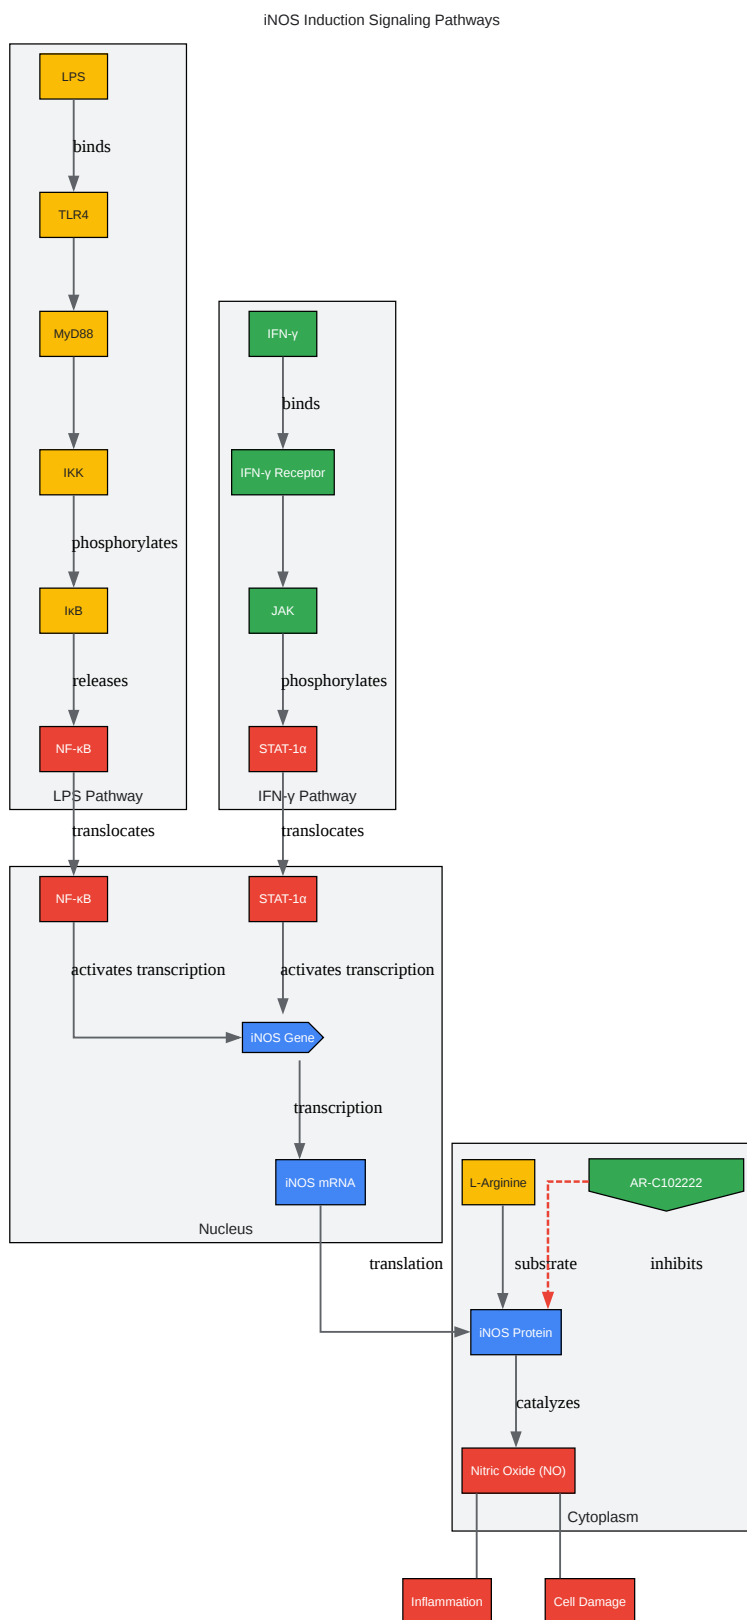 iNOS Induction Signaling Pathways
LPS
binds
TLR4
MyD88
IFN-γ
binds
IKK
IFN-γ Receptor
phosphorylates
IκB
JAK
releases
phosphorylates
NF-κB
STAT-1α
LPS Pathway
IFN-γ Pathway
translocates
translocates
NF-κB
STAT-1α
activates transcription
activates transcription
iNOS Gene
transcription
iNOS mRNA
L-Arginine
AR-C102222
Nucleus
translation
substrate
inhibits
iNOS Protein
catalyzes
Nitric Oxide (NO)
Cytoplasm
Inflammation
Cell Damage